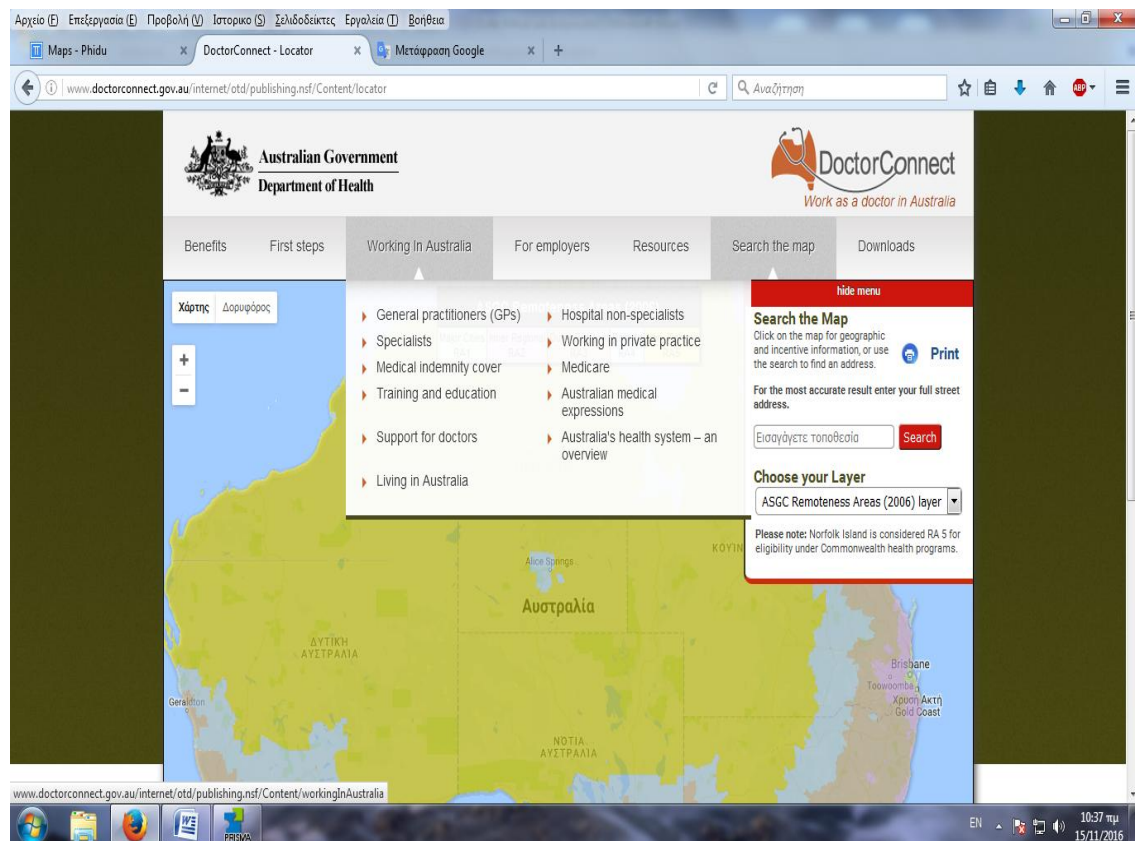 Αρχείο (Ε) Επεξεργασία (Ε) Προβολή (V) Ιστορικο (S) Σελιδοδείκτες Εργαλεία (T) Βοήθεια
Maps - Phidu
DoctorConnect - Locator
Μετάφραση Google
www.doctorconnect.gov.au/internet/otd/publishing.nsf/Content/locator
Αναζήτηση
ABP
Australian Government
Department of Health
DoctorConnect
Work as a doctor in Australia
Benefits First steps Working In Australia For employers Resources Search the map Downloads
Χάρτης Δορυφόρος
+
−
General practitioners (GPs)
Hospital non-specialists
Specialists
Working in private practice
Medical indemnity cover
Medicare
Training and education
Australian medical
expressions
Support for doctors
Australia's health system – an
overview
Living in Australia
hide menu
Search the Map
Click on the map for geographic
and incentive information, or use
the search to find an address.
Print
For the most accurate result enter your full street
address.
Εισαγάγετε τοποθεσία
Search
Choose your Layer
ASGC Remoteness Areas (2006) layer
Please note: Norfolk Island is considered RA 5 for
eligibility under Commonwealth health programs.
ΚΟΥΙΝ
Alice Springs
Αυστραλία
ΔΥΤΙΚΗ
ΑΥΣΤΡΑΛΙΑ
Brisbane
Toowoomba
Χρυσή Ακτή
Gold Coast
Geraldton
ΝΟΤΙΑ
ΑΥΣΤΡΑΛΙΑ
www.doctorconnect.gov.au/internet/otd/publishing.nsf/Content/workingInAustralia
PRISMA
EN
10:37 πμ
15/11/2016